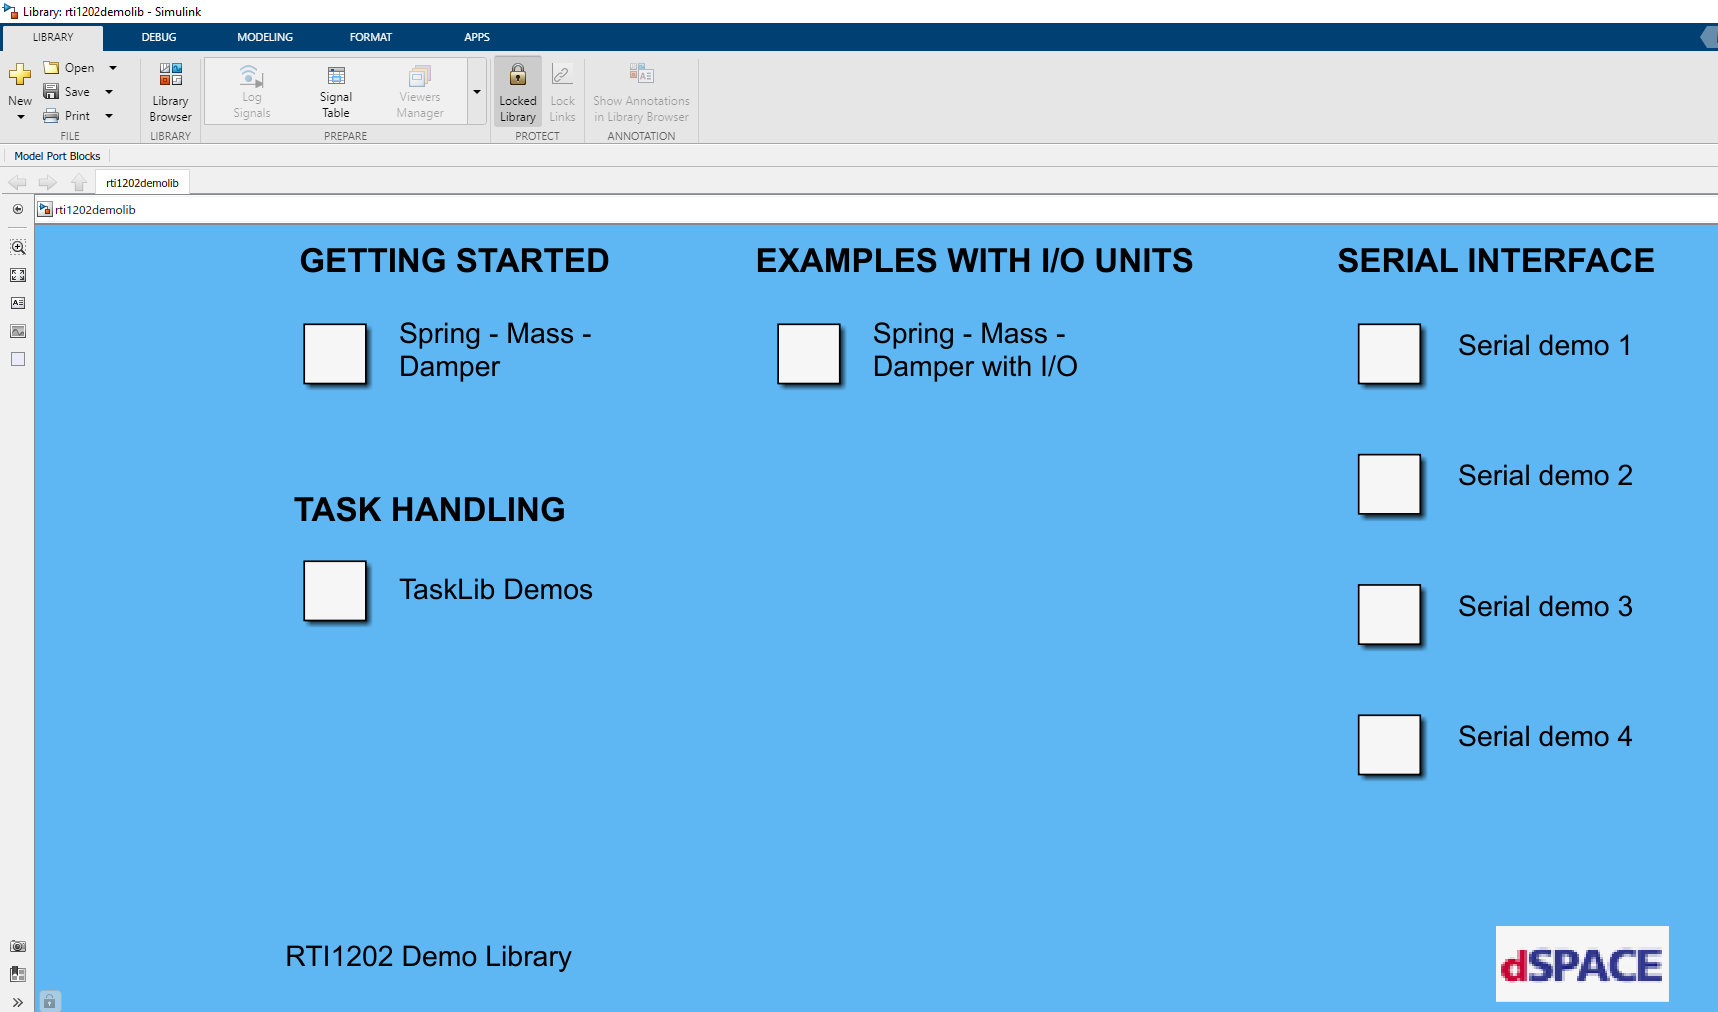 Library: rti1202demolib - Simulink
LIBRARY DEBUG MODELING FORMAT APPS
New
Open
Save
Print
FILE
Library
Browser
LIBRARY
Log
Signals
Signal
Table
Viewers
Manager
PREPARE
Locked
Library
Lock
Links
PROTECT
Show Annotations
in Library Browser
ANNOTATION
Model Port Blocks
rti1202demolib
rti1202demolib
GETTING STARTED
Spring - Mass -
Damper
TASK HANDLING
TaskLib Demos
EXAMPLES WITH I/O UNITS
Spring - Mass -
Damper with I/O
SERIAL INTERFACE
Serial demo 1
Serial demo 2
Serial demo 3
Serial demo 4
RTI1202 Demo Library
dSPACE